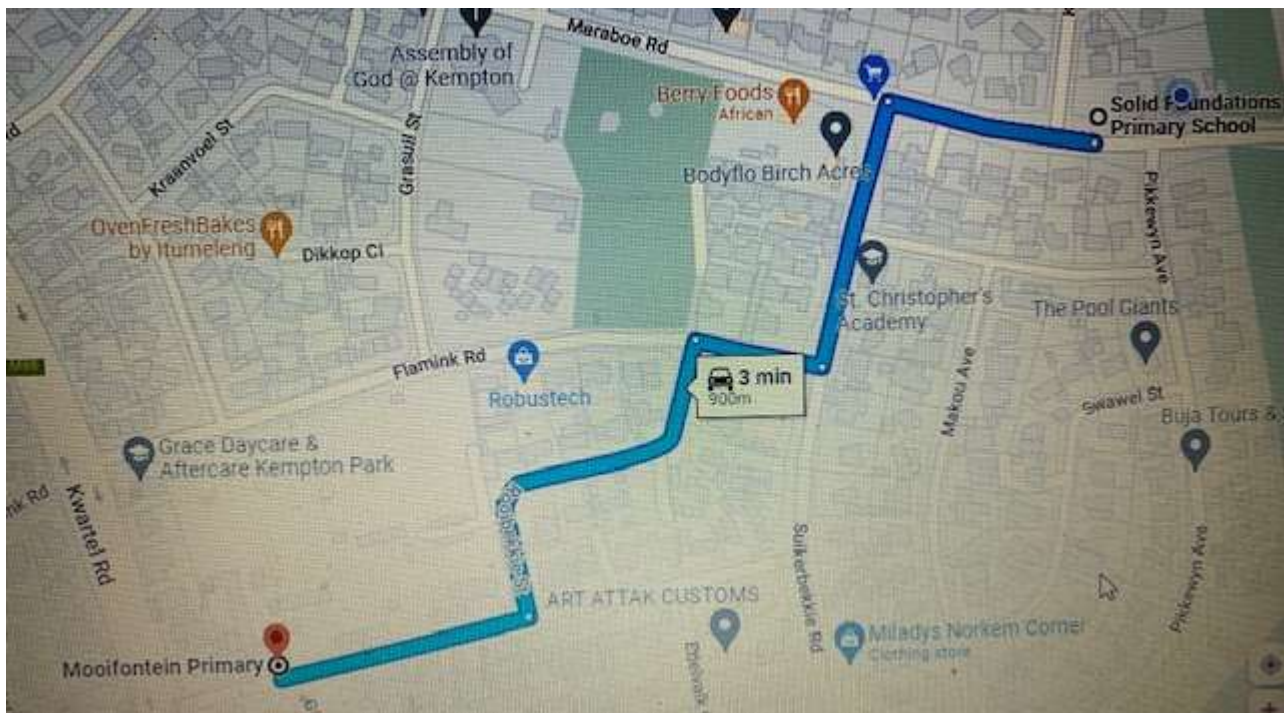 Maraboe Rd
Assembly of
God @ Kempton
Berry Foods
African
Solid Foundations
Primary School
Bodyflo Birch Acres
Kraanvoel St
OvenFreshBakes
by Itumeleng
Dikkop Cl
Pikkewyn Ave
St. Christopher's
Academy
The Pool Giants
Flamink Rd
3 min
900m
Robustech
Makou Ave
Swawel St
Buja Tours &
Grace Daycare &
Aftercare Kempton Park
Kwartel Rd
Suikerbekkie Rd
Pikkewyn Ave
ART ATTAK CUSTOMS
Miladys Norkem Corner
Clothing store
Mooifontein Primary